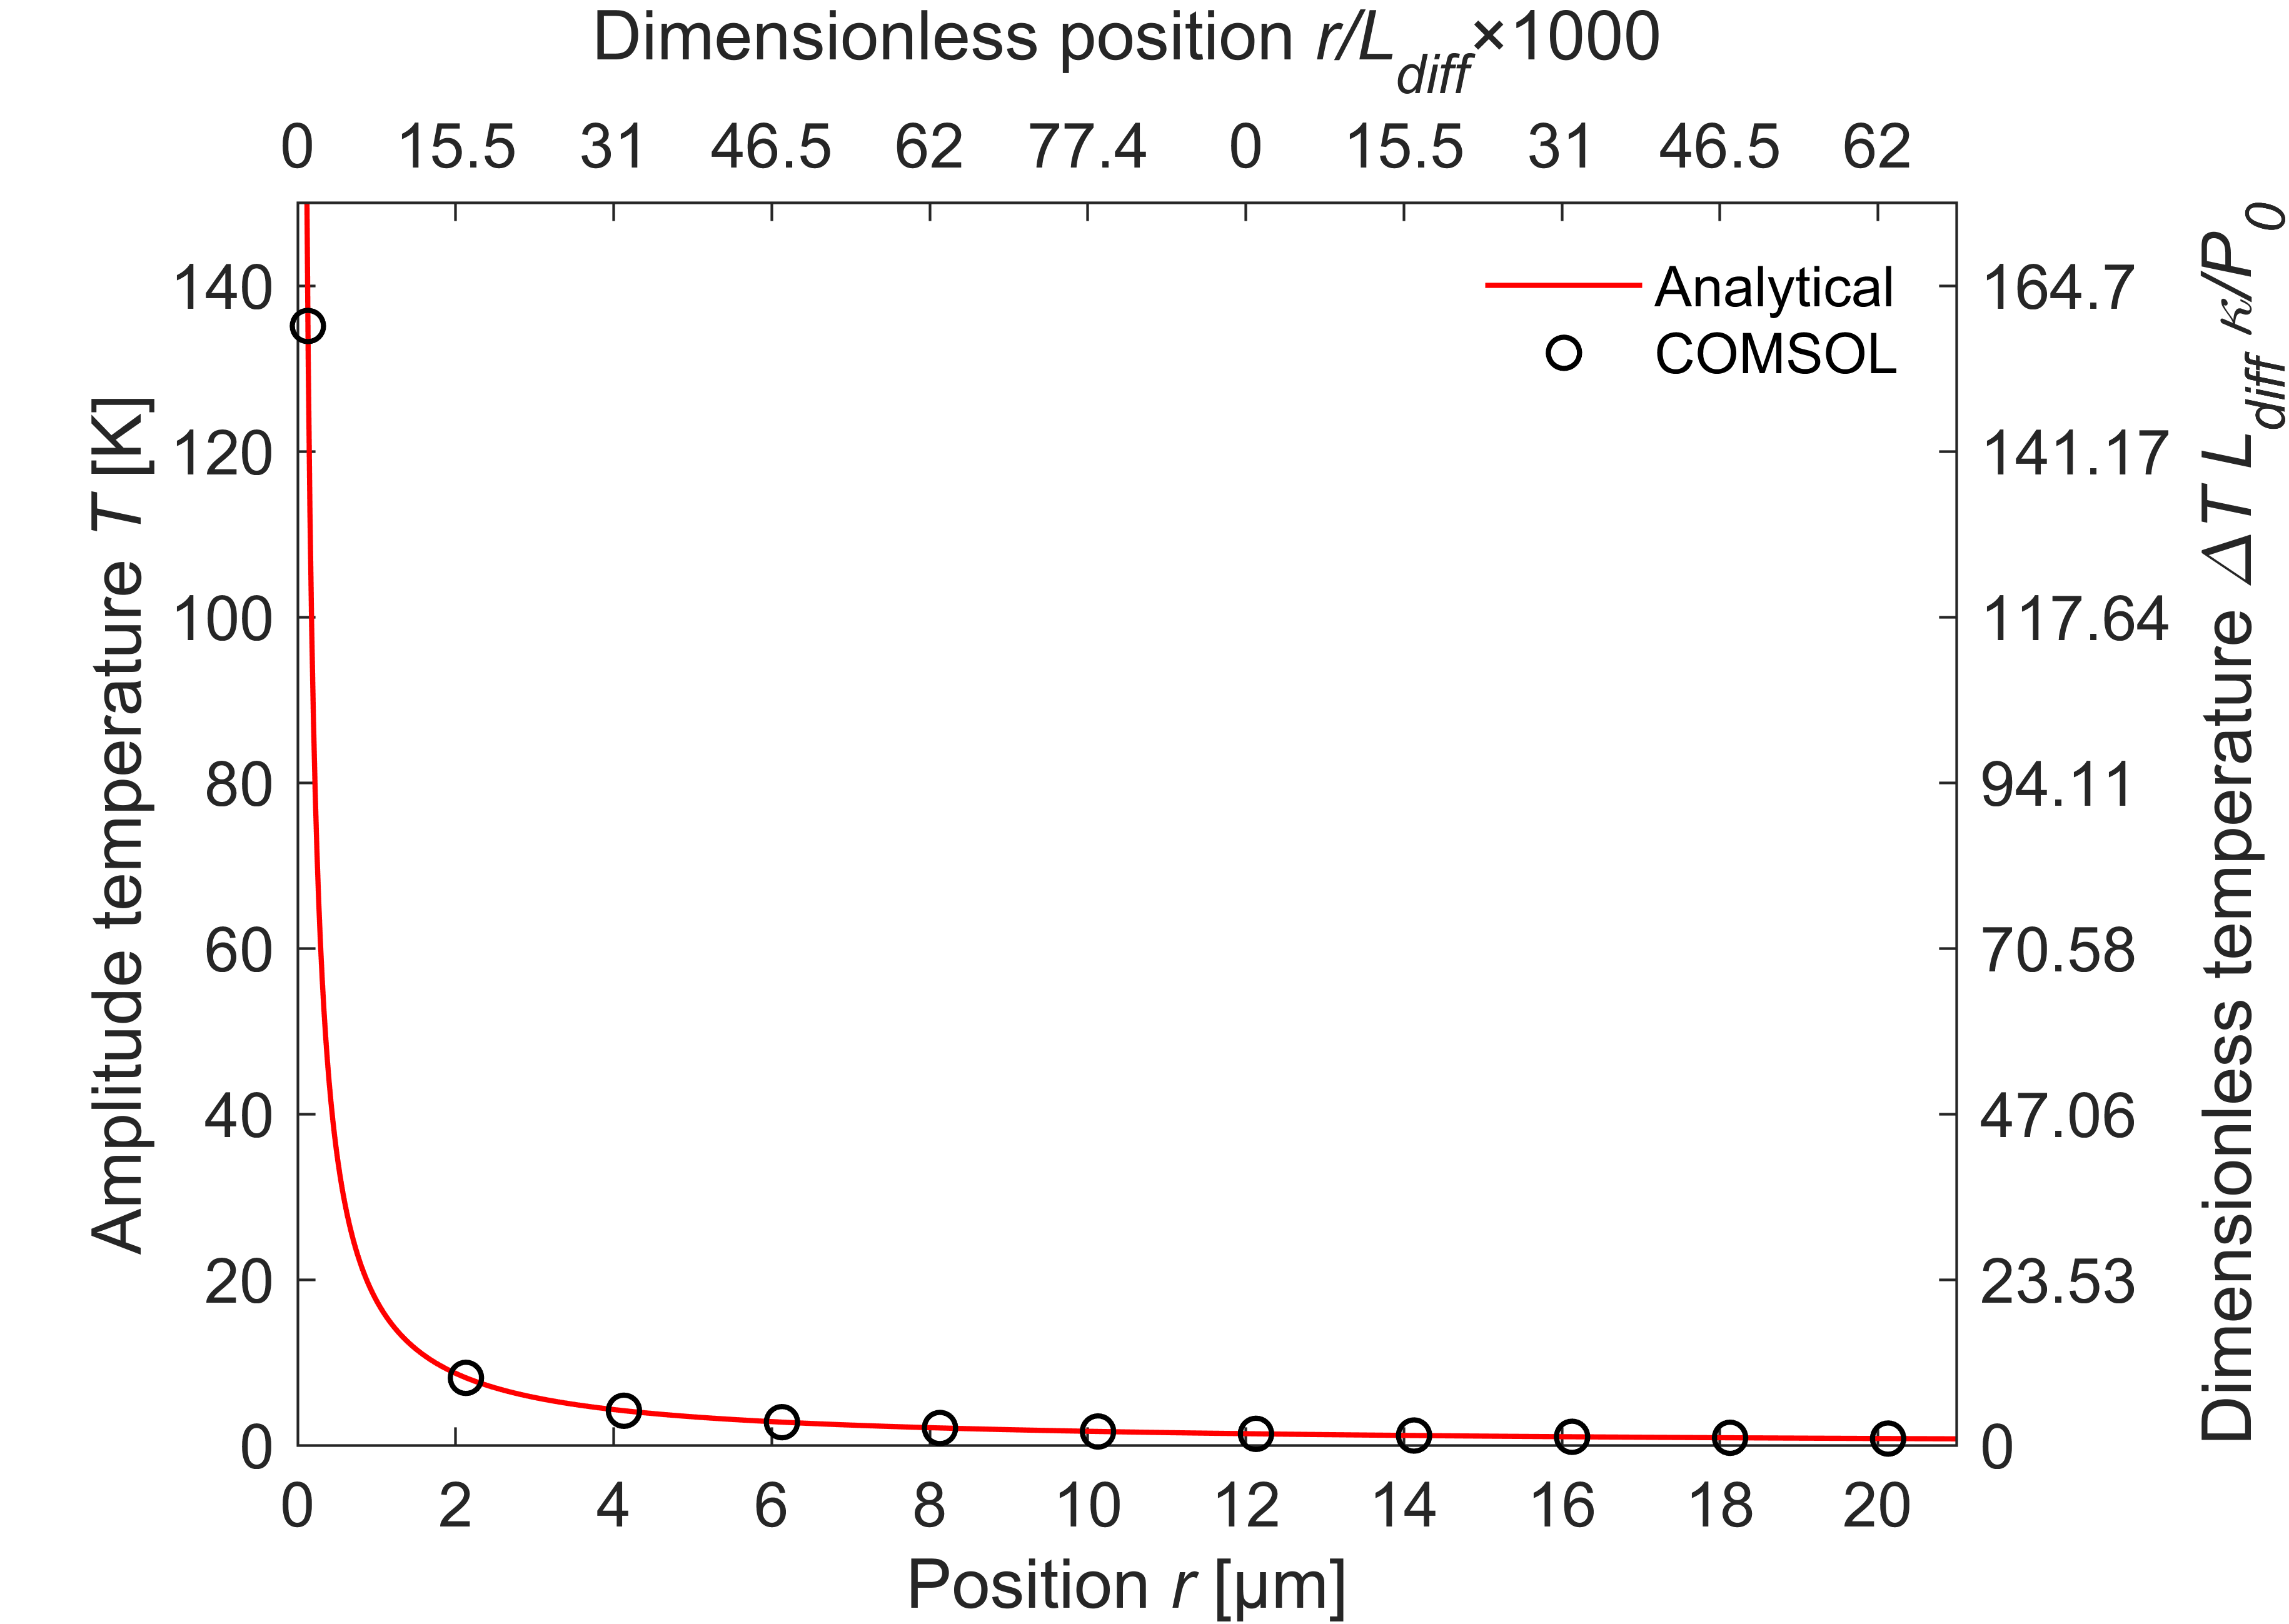 Dimensionless position r/L_diff×1000
0 15.5 31 46.5 62 77.4 0 15.5 31 46.5 62
Amplitude temperature T [K]
140
120
100
80
60
40
20
0
Analytical
COMSOL
164.7
141.17
117.64
94.11
70.58
47.06
23.53
0
Dimensionless temperature ΔT L_diff κ/P_0
0 2 4 6 8 10 12 14 16 18 20
Position r [µm]